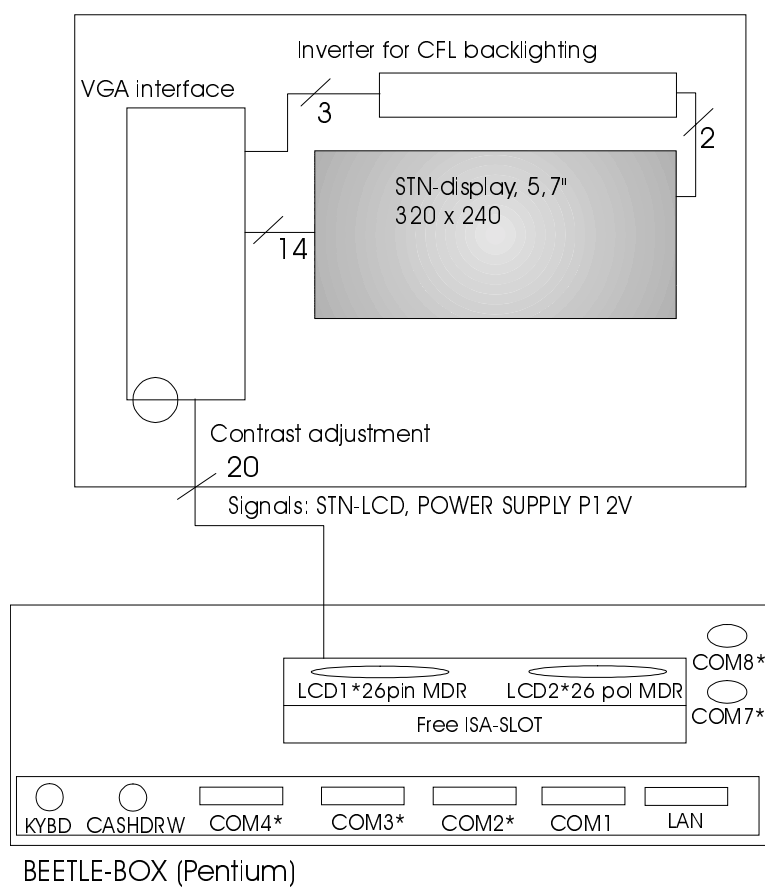 Inverter for CFL backlighting
VGA interface
3
2
STN-display, 5,7"
320 x 240
14
Contrast adjustment
20
Signals: STN-LCD, POWER SUPPLY P12V
COM8*
LCD1*26pin MDR
LCD2*26 pol MDR
COM7*
Free ISA-SLOT
KYBD
CASHDRW
COM4*
COM3*
COM2*
COM1
LAN
BEETLE-BOX (Pentium)